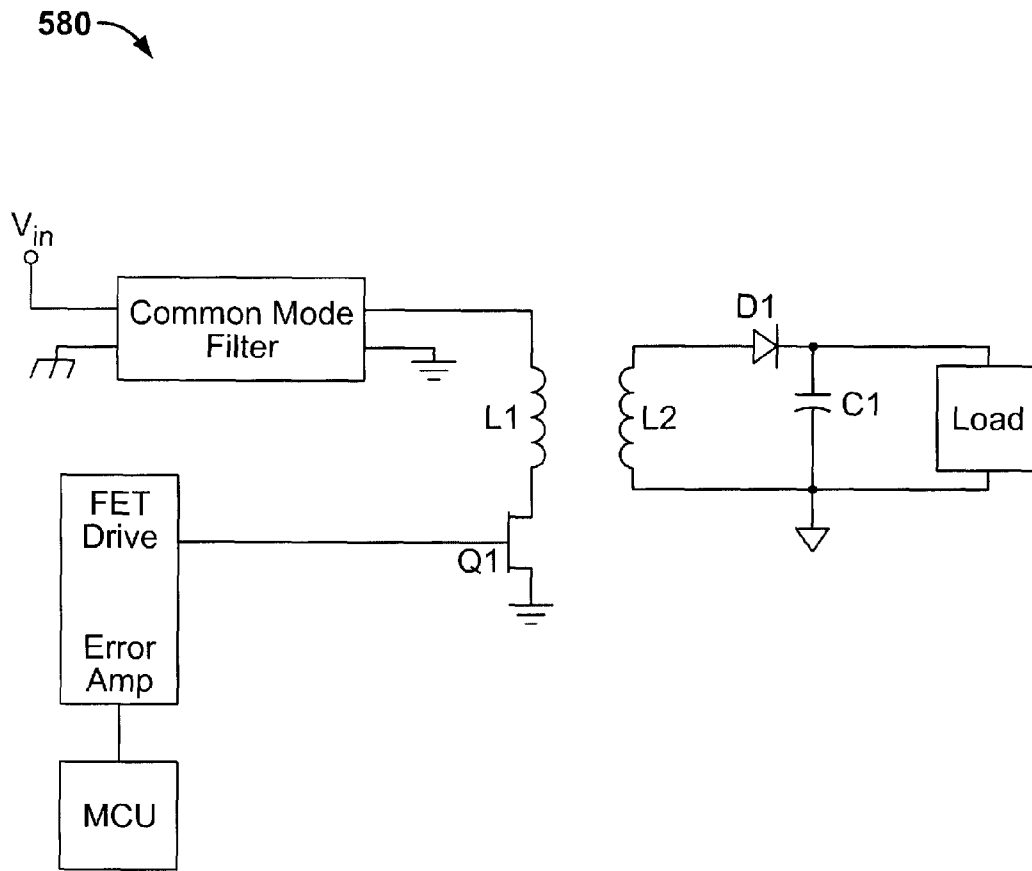 580
Vin
Common Mode
Filter
D1
L1
L2
C1
Load
FET
Drive
Q1
Error
Amp
MCU